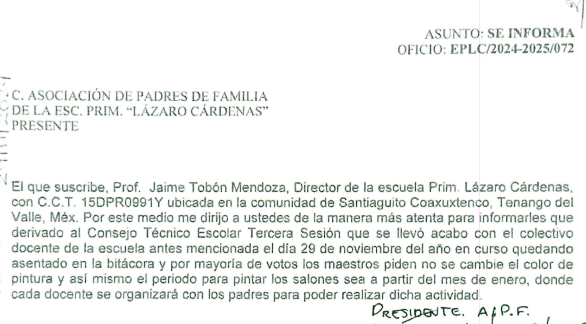 ASUNTO: SE INFORMA
OFICIO: EPLC/2024-2025/072
C. ASOCIACIÓN DE PADRES DE FAMILIA
DE LA ESC. PRIM. “LÁZARO CÁRDENAS”
PRESENTE
El que suscribe, Prof. Jaime Tobón Mendoza, Director de la escuela Prim. Lázaro Cárdenas,
con C.C.T. 15DPR0991Y ubicada en la comunidad de Santiaguito Coaxuxtenco, Tenango del
Valle, Méx. Por este medio me dirijo a ustedes de la manera más atenta para informarles que
derivado al Consejo Técnico Escolar Tercera Sesión que se llevó acabo con el colectivo
docente de la escuela antes mencionada el día 29 de noviembre del año en curso quedando
asentado en la bitácora y por mayoría de votos los maestros piden no se cambie el color de
pintura y así mismo el periodo para pintar los salones sea a partir del mes de enero, donde
cada docente se organizará con los padres para poder realizar dicha actividad.
PRESIDENTE. A.P.F.